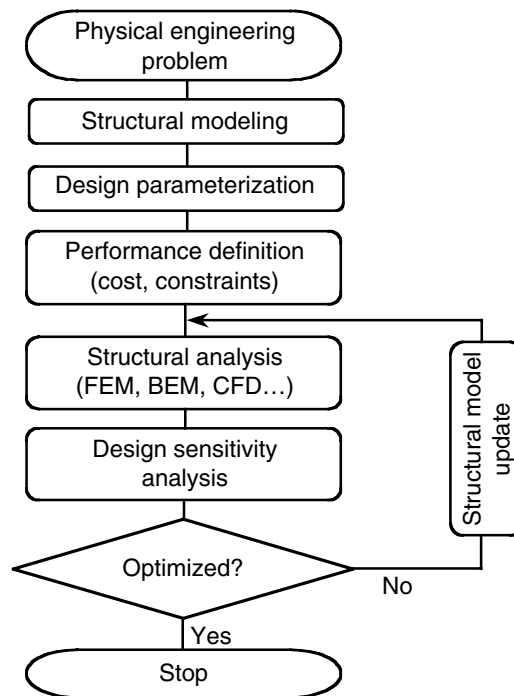 Physical engineering
problem
Structural modeling
Design parameterization
Performance definition
(cost, constraints)
Structural analysis
(FEM, BEM, CFD…)
Structural model
update
Design sensitivity
analysis
Optimized?
No
Yes
Stop